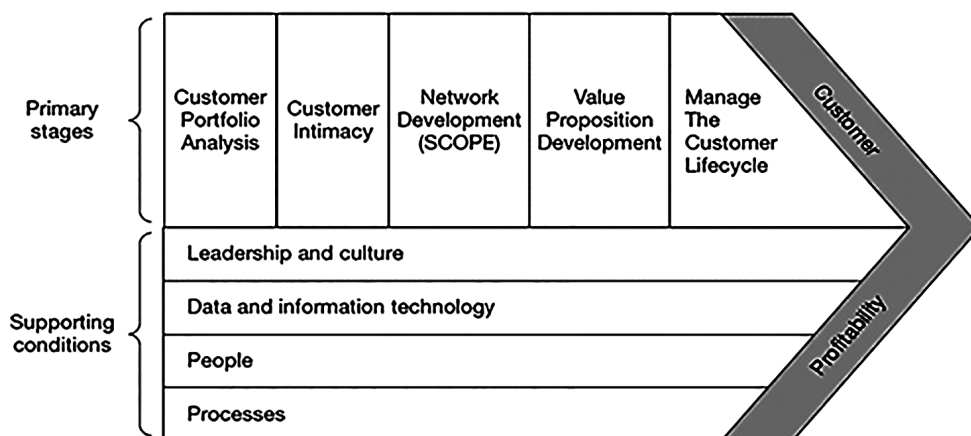 Primary
stages
Customer
Portfolio
Analysis
Customer
Intimacy
Network
Development
(SCOPE)
Value
Proposition
Development
Manage
The
Customer
Lifecycle
Customer
Supporting
conditions
Leadership and culture
Data and information technology
People
Processes
Profitability